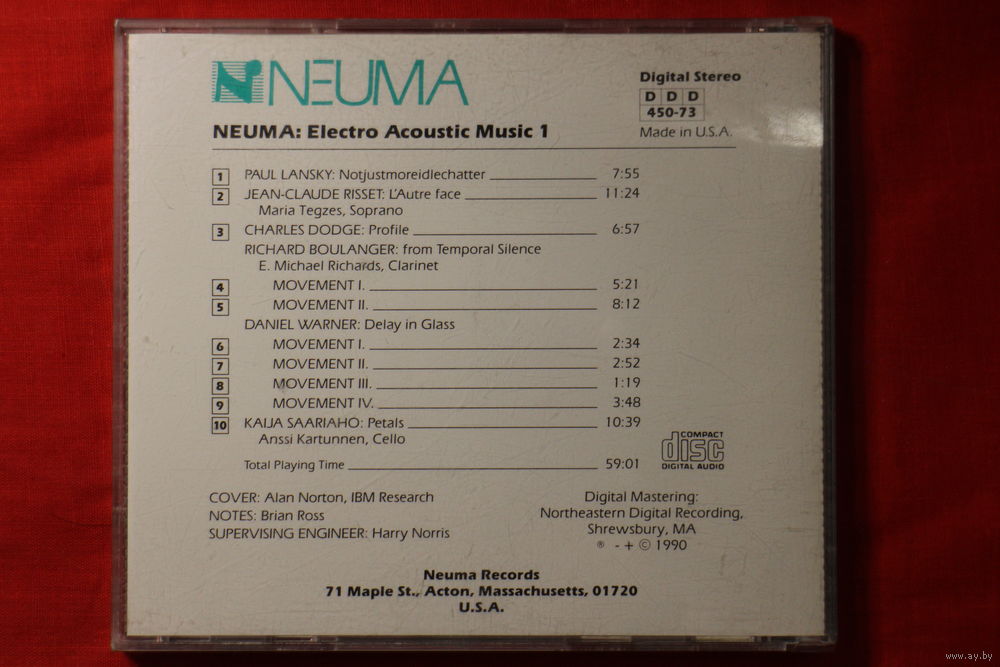 NEUMA
Digital Stereo
D D D
450-73
Made in U.S.A.
NEUMA: Electro Acoustic Music 1
1 PAUL LANSKY: Notjustmoreidlechatter 7:55
2 JEAN-CLAUDE RISSET: L'Autre face 11:24
Maria Tegzes, Soprano
3 CHARLES DODGE: Profile 6:57
RICHARD BOULANGER: from Temporal Silence
E. Michael Richards, Clarinet
4 MOVEMENT I. 5:21
5 MOVEMENT II. 8:12
DANIEL WARNER: Delay in Glass
6 MOVEMENT I. 2:34
7 MOVEMENT II. 2:52
8 MOVEMENT III. 1:19
9 MOVEMENT IV. 3:48
10 KAIJA SAARIAHO: Petals 10:39
Anssi Kartunnen, Cello
Total Playing Time 59:01
COMPACT
disc
DIGITAL AUDIO
COVER: Alan Norton, IBM Research
NOTES: Brian Ross
SUPERVISING ENGINEER: Harry Norris
Digital Mastering:
Northeastern Digital Recording,
Shrewsbury, MA
® - + © 1990
Neuma Records
71 Maple St., Acton, Massachusetts, 01720
U.S.A.
www.ay.by